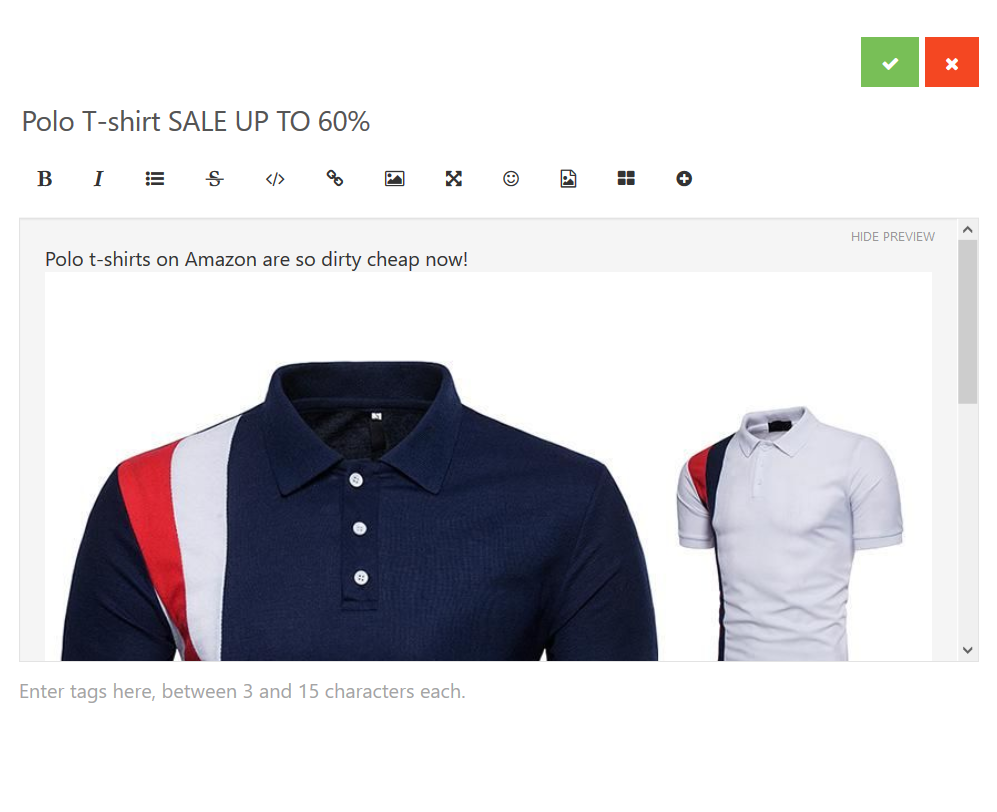 Polo T-shirt SALE UP TO 60%
B I S </>
HIDE PREVIEW
Polo t-shirts on Amazon are so dirty cheap now!
Enter tags here, between 3 and 15 characters each.